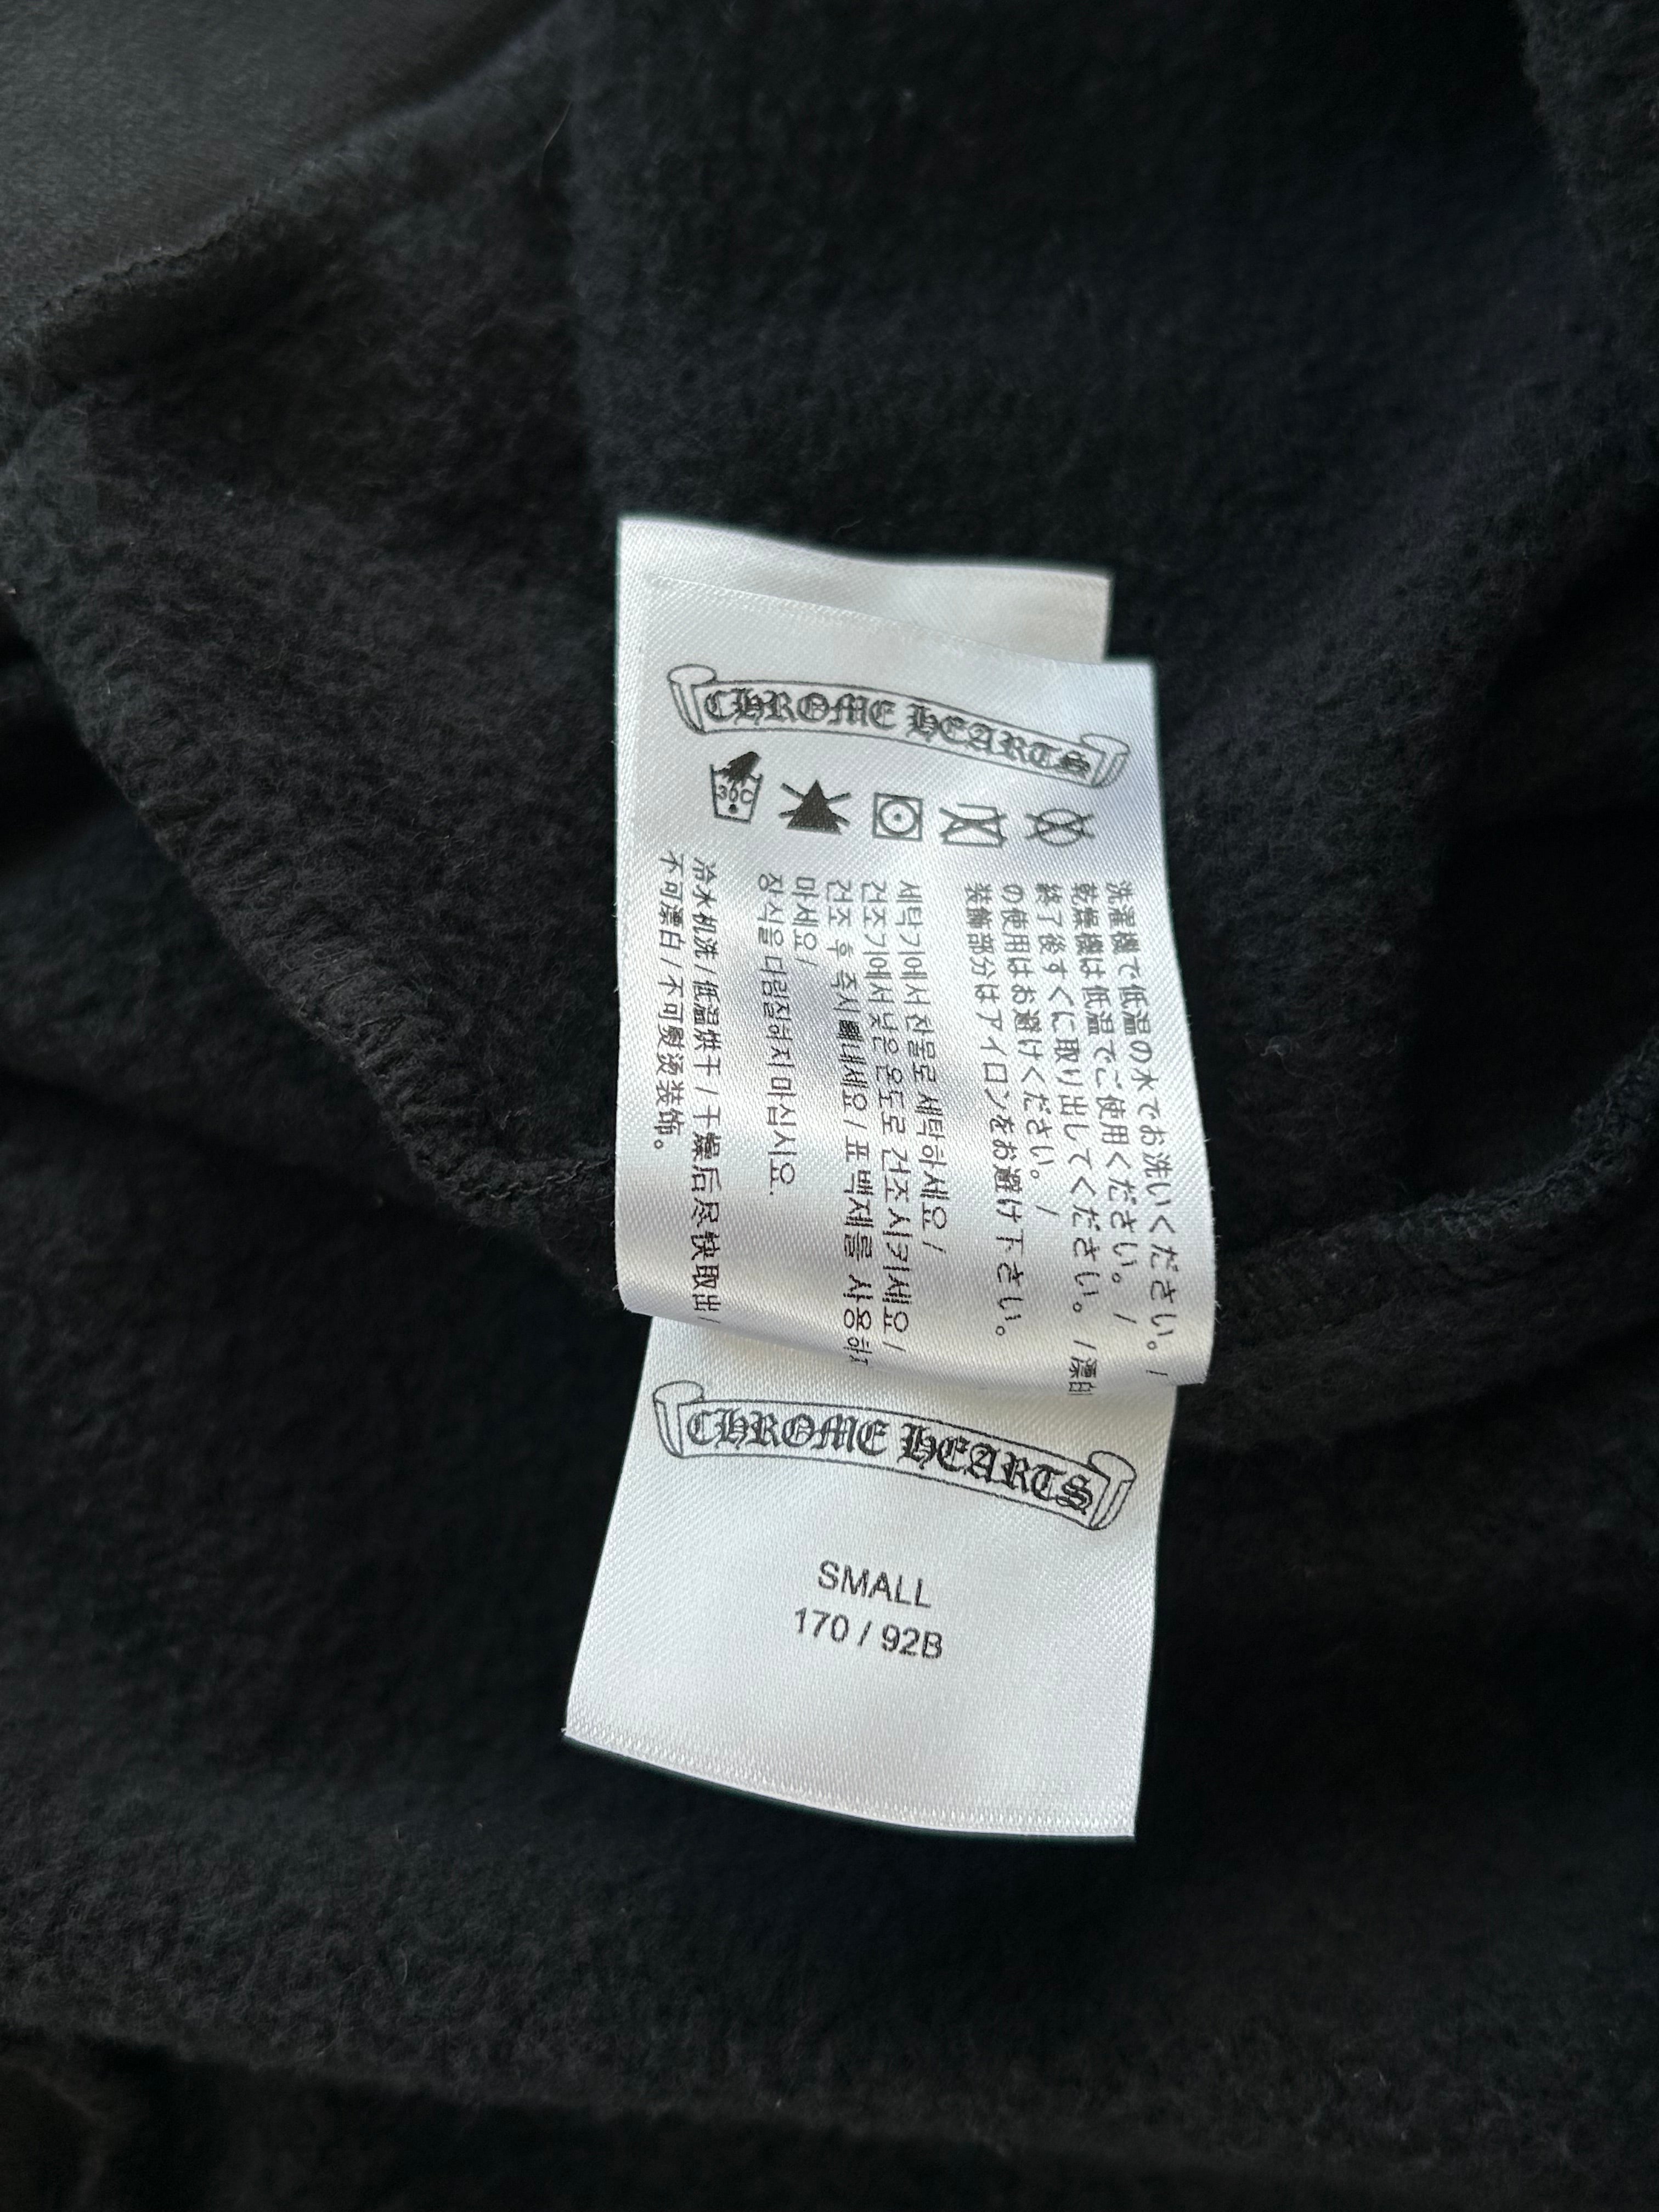 CHROME HEARTS
30C
洗濯機で低温の水でお洗いください。/
乾燥機は低温でご使用ください。/
終了後すぐに取り出してください。/漂白
の使用はお避けください。/
装飾部分はアイロンをお避け下さい。
세탁기에서 찬물로 세탁하세요 /
건조기에서 낮은 온도로 건조시키세요 /
건조 후 즉시 빼내세요 / 표백제를 사용하지
마세요 /
장식을 다림질하지 마십시요.
冷水机洗/低温烘干/干燥后尽快取出/
不可漂白/不可熨烫装饰。
CHROME HEARTS
SMALL
170 / 92B